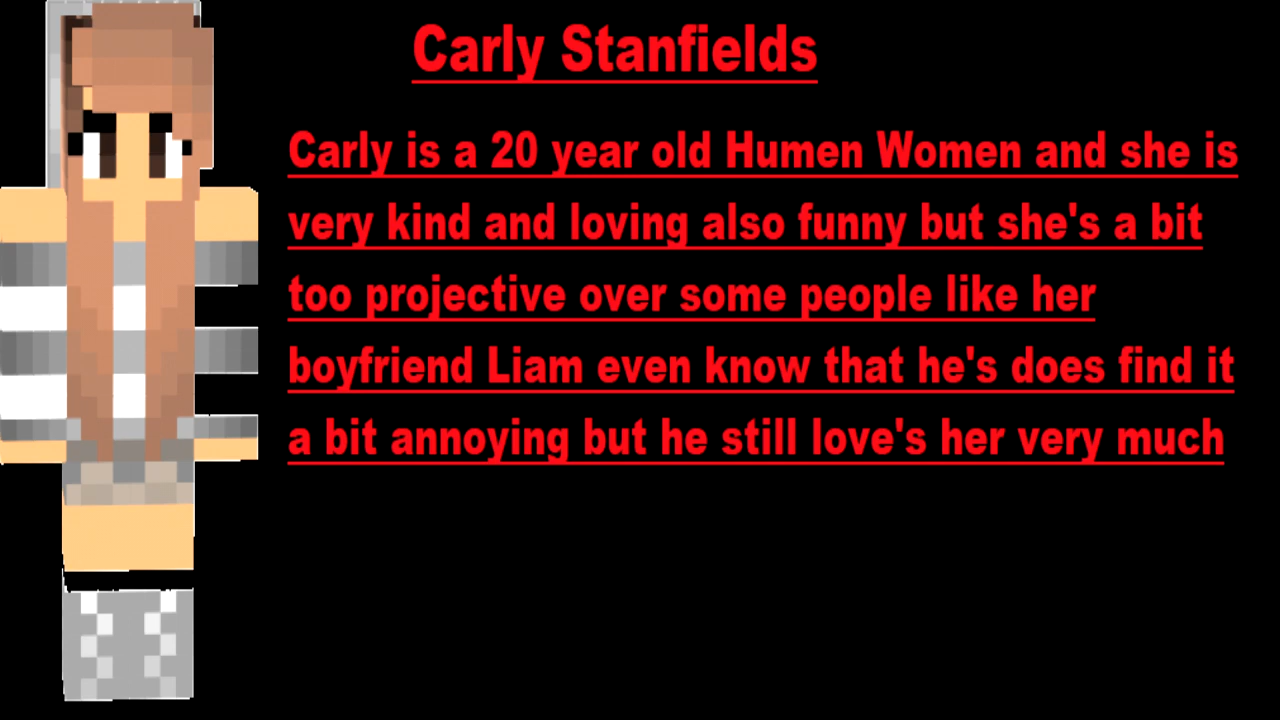 Carly Stanfields
Carly is a 20 year old Humen Women and she is
very kind and loving also funny but she's a bit
too projective over some people like her
boyfriend Liam even know that he's does find it
a bit annoying but he still love's her very much